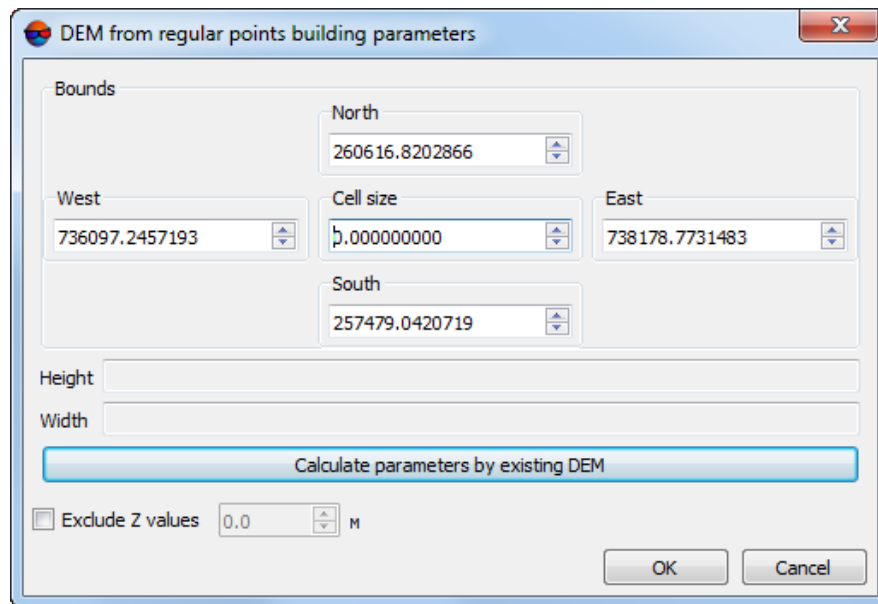 DEM from regular points building parameters
Bounds
North
260616.8202866
West
736097.2457193
Cell size
0.000000000
East
738178.7731483
South
257479.0420719
Height
Width
Calculate parameters by existing DEM
Exclude Z values
0.0
м
OK
Cancel